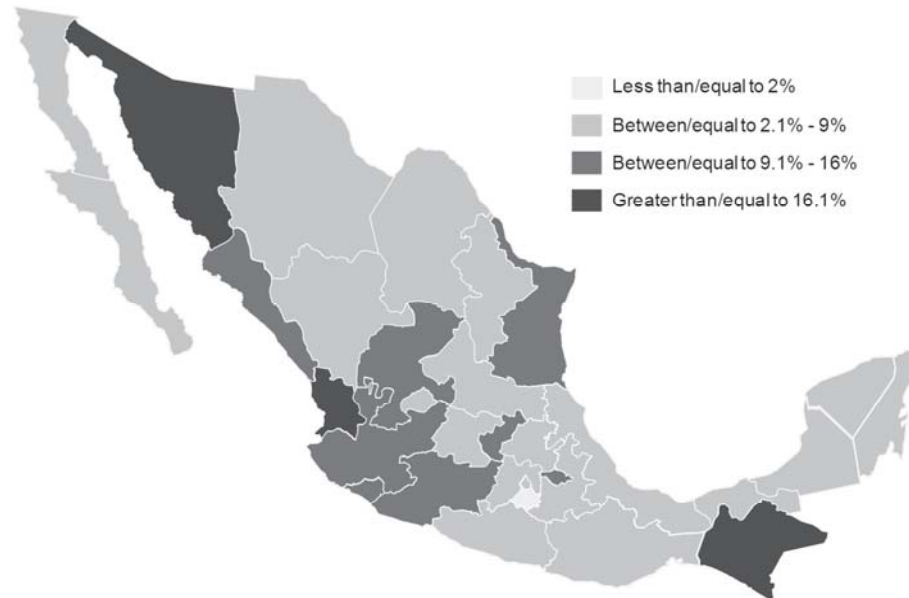 Less than/equal to 2%
Between/equal to 2.1% - 9%
Between/equal to 9.1% - 16%
Greater than/equal to 16.1%